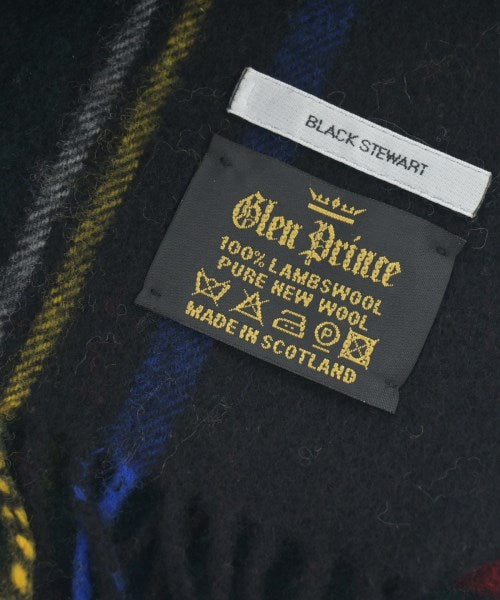 BLACK STEWART
Glen Prince
100% LAMBSWOOL
PURE NEW WOOL
P
MADE IN SCOTLAND